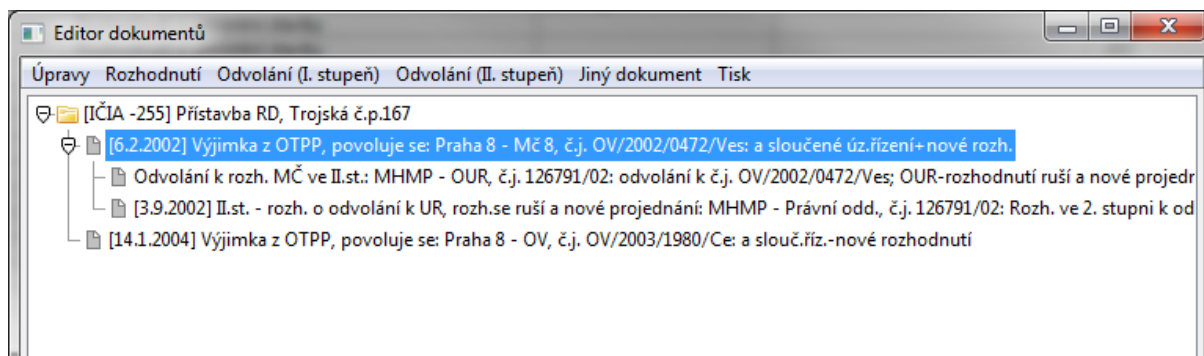 Editor dokumentů
Úpravy Rozhodnutí Odvolání (I. stupeň) Odvolání (II. stupeň) Jiný dokument Tisk
[IČIA -255] Přístavba RD, Trojská č.p.167
[6.2.2002] Výjimka z OTPP, povoluje se: Praha 8 - Mč 8, č.j. OV/2002/0472/Ves: a sloučené úz.řízení+nové rozh.
Odvolání k rozh. MČ ve II.st.: MHMP - OUR, č.j. 126791/02: odvolání k č.j. OV/2002/0472/Ves; OUR-rozhodnutí ruší a nové projedr
[3.9.2002] II.st. - rozh. o odvolání k UR, rozh.se ruší a nové projednání: MHMP - Právní odd., č.j. 126791/02: Rozh. ve 2. stupni k od
[14.1.2004] Výjimka z OTPP, povoluje se: Praha 8 - OV, č.j. OV/2003/1980/Ce: a slouč.říz.-nové rozhodnutí